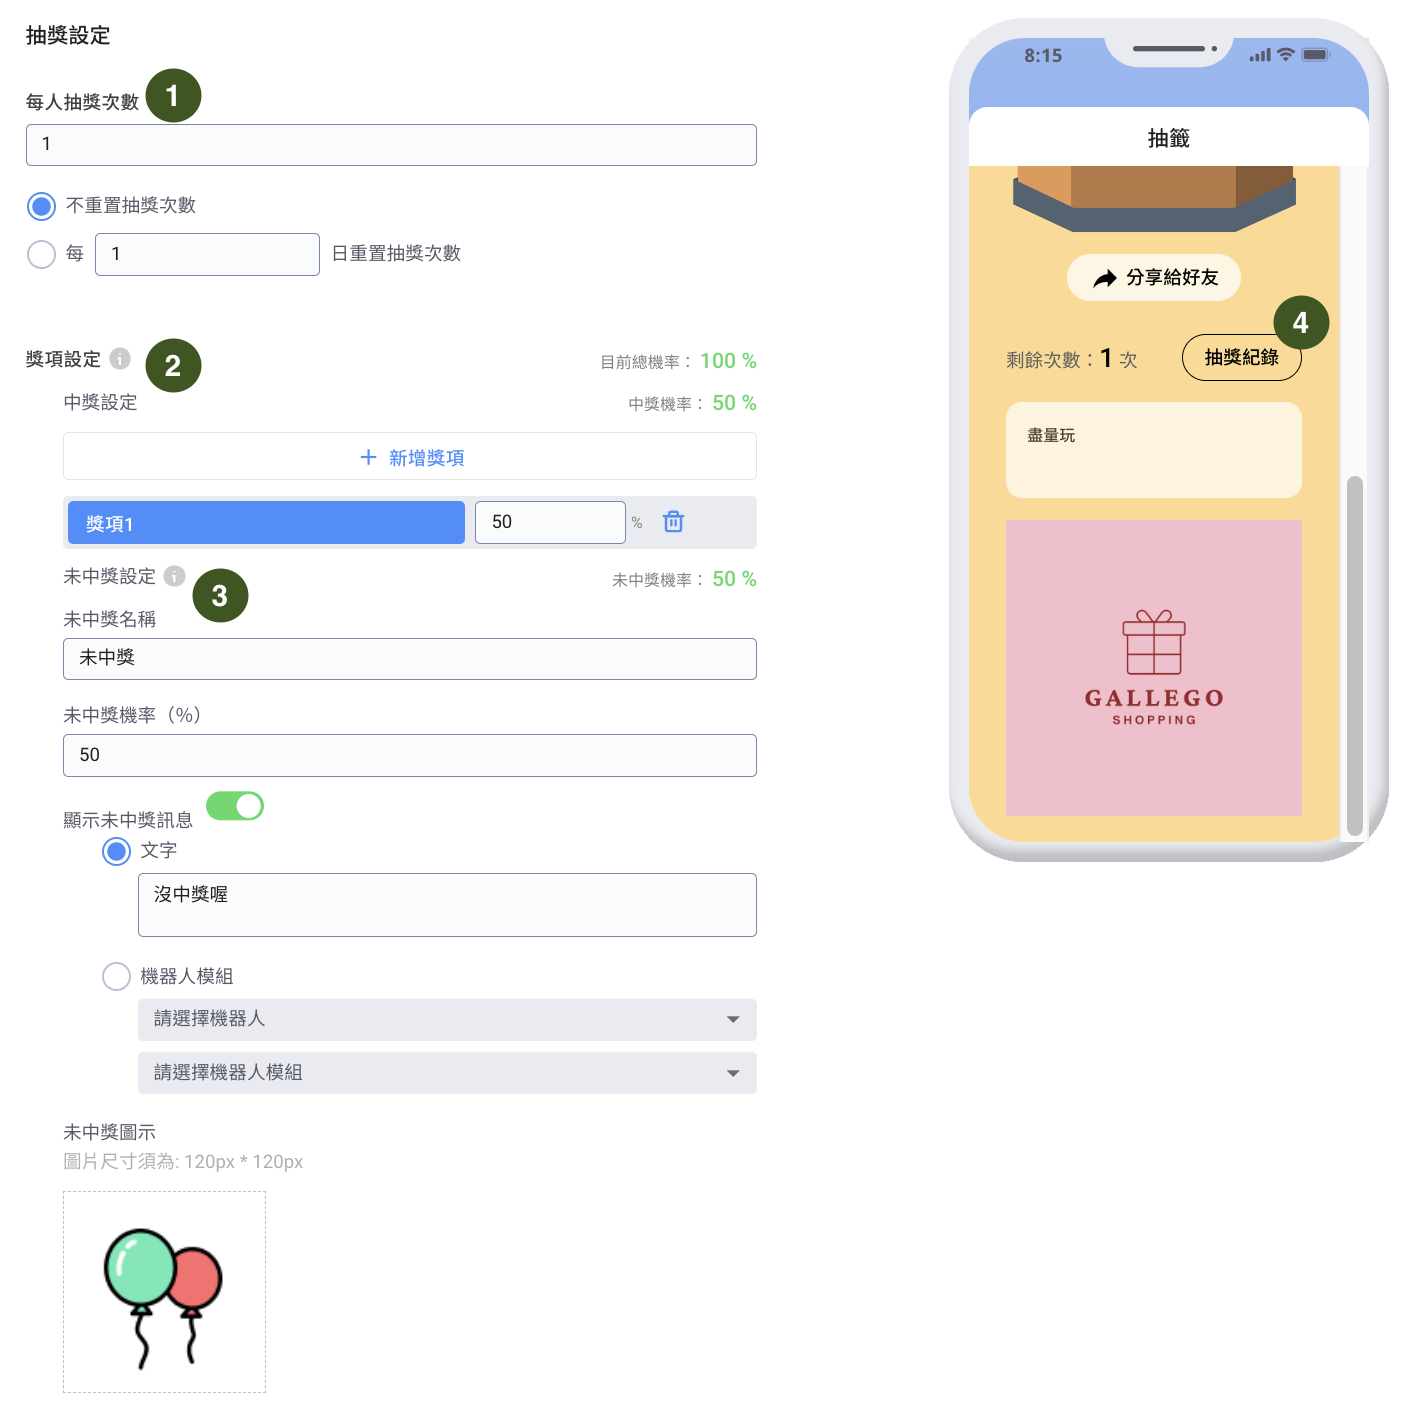 抽獎設定
每人抽獎次數 1
1
不重置抽獎次數
每 1 日重置抽獎次數
獎項設定 i 2 目前總機率： 100 %
中獎設定 中獎機率： 50 %
+ 新增獎項
獎項1 50 %
未中獎設定 i 3 未中獎機率： 50 %
未中獎名稱
未中獎
未中獎機率（%）
50
顯示未中獎訊息
文字
沒中獎喔
機器人模組
請選擇機器人
請選擇機器人模組
未中獎圖示
圖片尺寸須為: 120px * 120px
8:15
抽籤
分享給好友
4
剩餘次數：1 次 抽獎紀錄
盡量玩
GALLEGO
SHOPPING